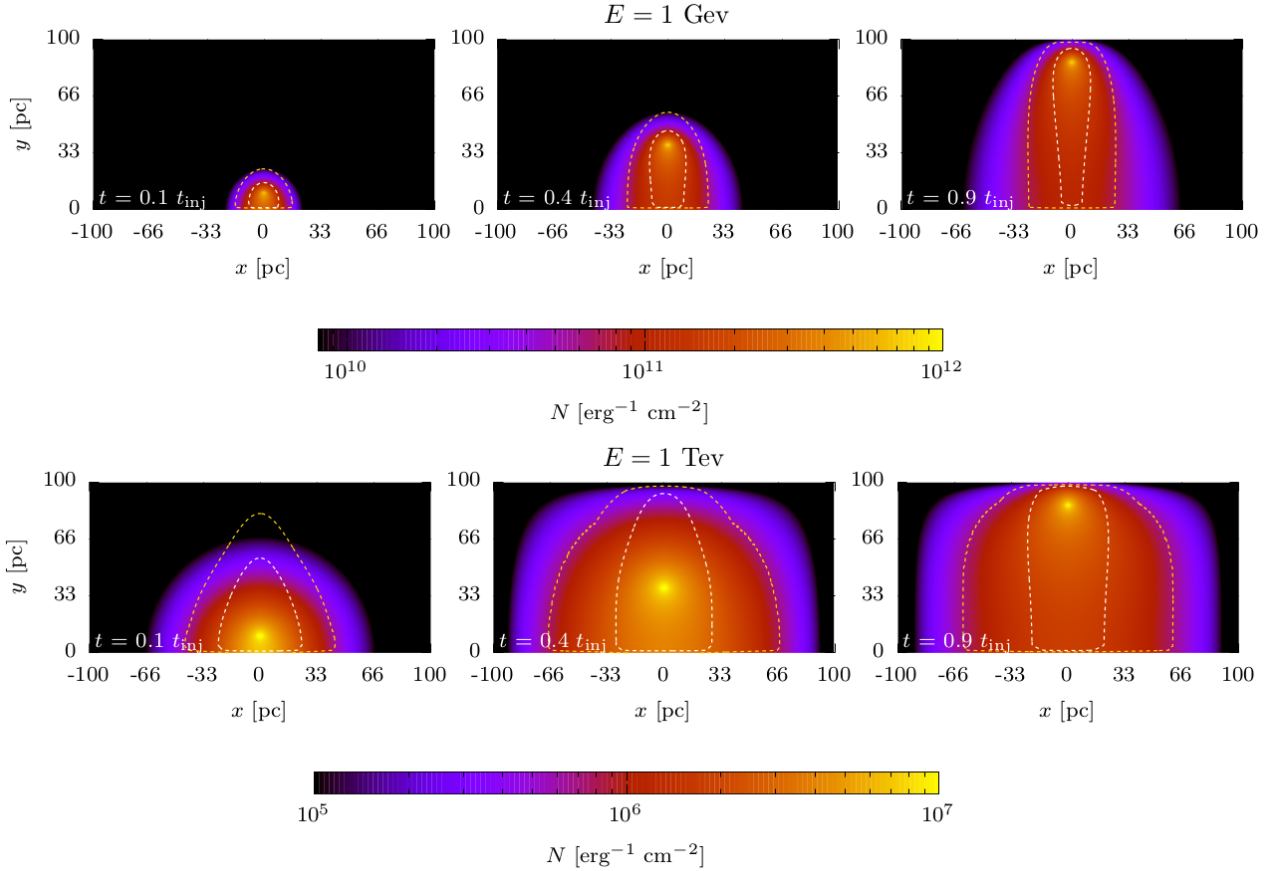 E = 1 Gev
100 100 100
66 66 66
33 33 33
0 0 0
y [pc]
t = 0.1 t_inj t = 0.4 t_inj t = 0.9 t_inj
-100 -66 -33 0 33 66 100 -100 -66 -33 0 33 66 100 -100 -66 -33 0 33 66 100
x [pc] x [pc] x [pc]
10^10 10^11 10^12
N [erg^−1 cm^−2]
E = 1 Tev
100 100 100
66 66 66
33 33 33
0 0 0
y [pc]
t = 0.1 t_inj t = 0.4 t_inj t = 0.9 t_inj
-100 -66 -33 0 33 66 100 -100 -66 -33 0 33 66 100 -100 -66 -33 0 33 66 100
x [pc] x [pc] x [pc]
10^5 10^6 10^7
N [erg^−1 cm^−2]